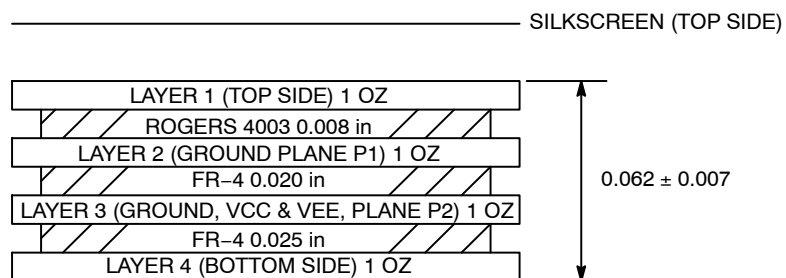 SILKSCREEN (TOP SIDE)
LAYER 1 (TOP SIDE) 1 OZ
ROGERS 4003 0.008 in
LAYER 2 (GROUND PLANE P1) 1 OZ
FR−4 0.020 in
0.062 ± 0.007
LAYER 3 (GROUND, VCC & VEE, PLANE P2) 1 OZ
FR−4 0.025 in
LAYER 4 (BOTTOM SIDE) 1 OZ